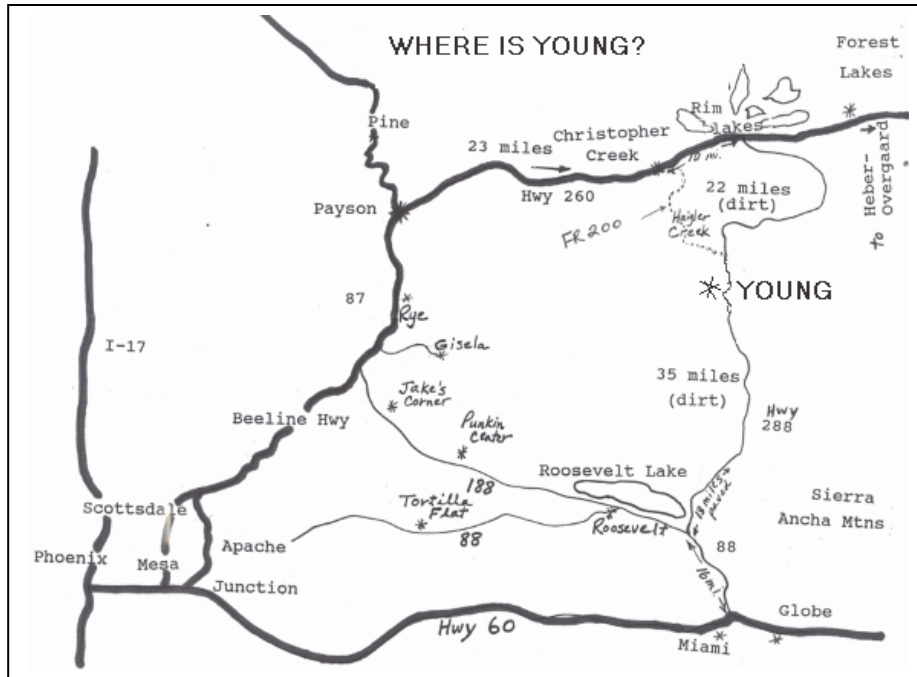 WHERE IS YOUNG?
Forest
Lakes
Rim
Lakes
Pine
Christopher
Creek
23 miles
10 mi.
Hwy 260
22 miles
(dirt)
to Heber-
Overgaard
Payson
FR 200
Haigler
Creek
YOUNG
87
Rye
I-17
Gisela
35 miles
(dirt)
Jake's
Corner
Hwy
288
Beeline Hwy
Punkin
Center
Roosevelt Lake
188
13 miles
paved
Sierra
Ancha Mtns
Scottsdale
Tortilla
Flat
Roosevelt
Apache
Junction
88
88
Phoenix
Mesa
16 mi.
Globe
Hwy 60
Miami